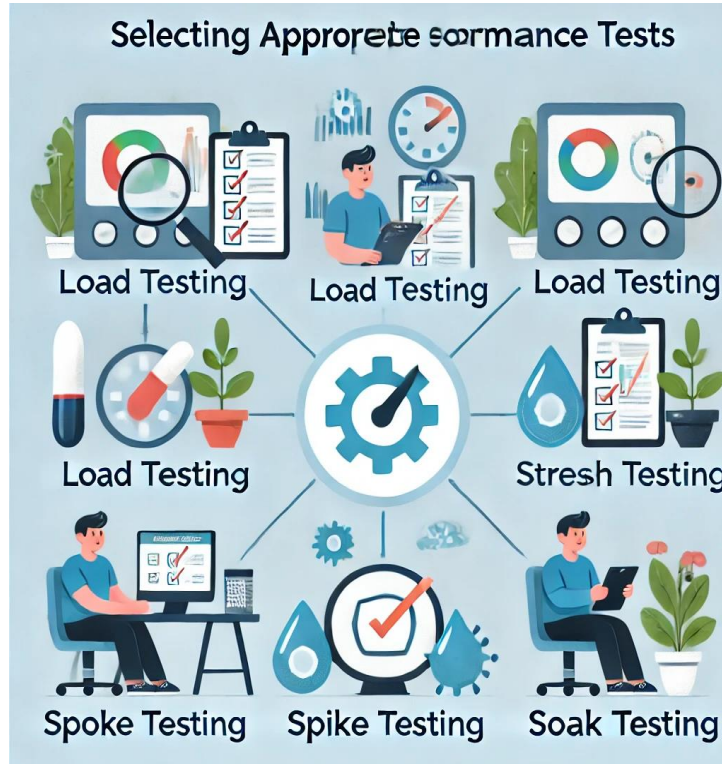 Selecting Approrete sormance Tests
Load Testing
Load Testing
Load Testing
Load Testing
Stresh Testing
Spoke Testing
Spike Testing
Soak Testing